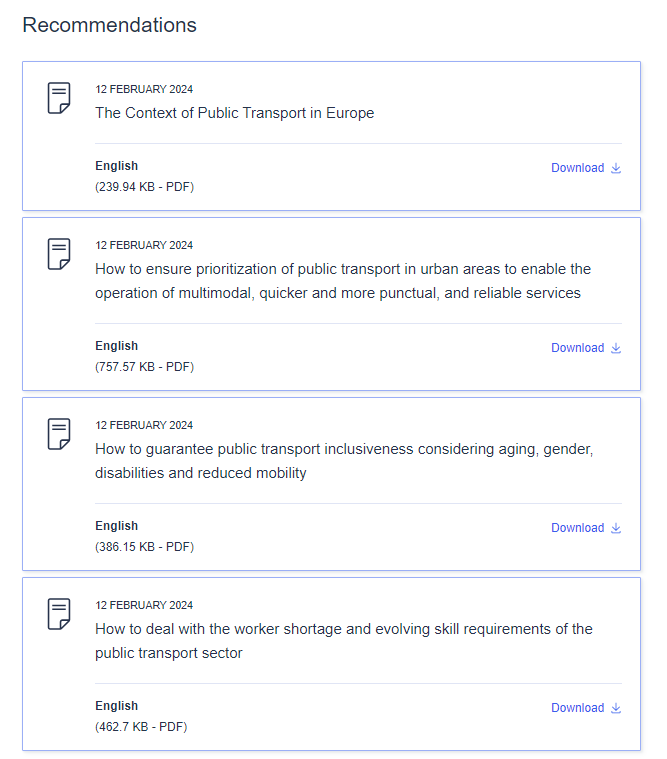 Recommendations
12 FEBRUARY 2024
The Context of Public Transport in Europe
English
Download
(239.94 KB - PDF)
12 FEBRUARY 2024
How to ensure prioritization of public transport in urban areas to enable the
operation of multimodal, quicker and more punctual, and reliable services
English
Download
(757.57 KB - PDF)
12 FEBRUARY 2024
How to guarantee public transport inclusiveness considering aging, gender,
disabilities and reduced mobility
English
Download
(386.15 KB - PDF)
12 FEBRUARY 2024
How to deal with the worker shortage and evolving skill requirements of the
public transport sector
English
Download
(462.7 KB - PDF)